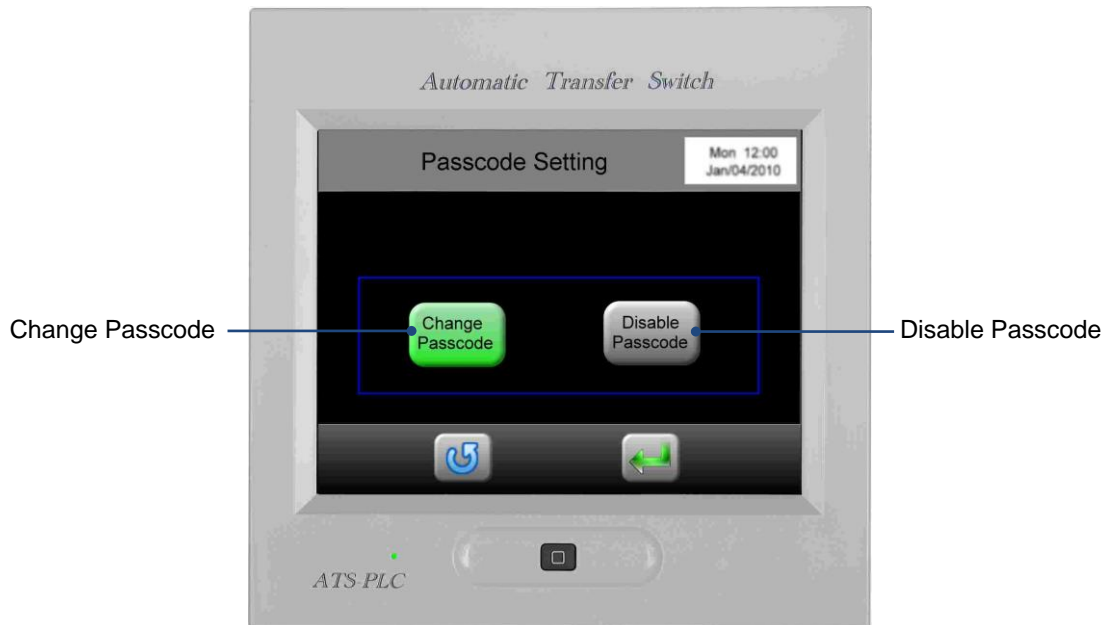 Automatic Transfer Switch
Passcode Setting
Mon 12:00
Jan/04/2010
Change Passcode
Change
Passcode
Disable
Passcode
Disable Passcode
ATS-PLC